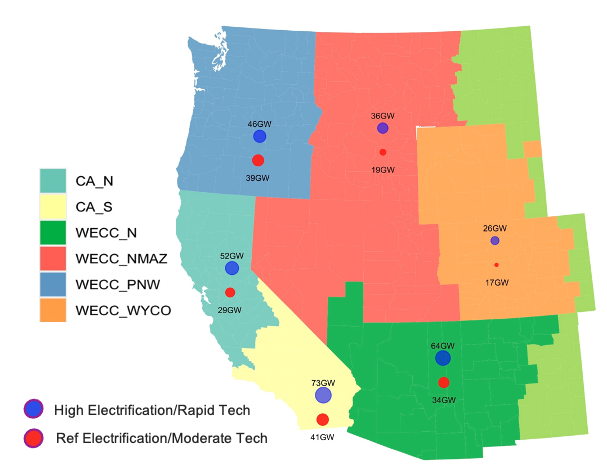 46GW
39GW
36GW
19GW
26GW
17GW
52GW
29GW
64GW
34GW
73GW
41GW
CA_N
CA_S
WECC_N
WECC_NMAZ
WECC_PNW
WECC_WYCO
High Electrification/Rapid Tech
Ref Electrification/Moderate Tech